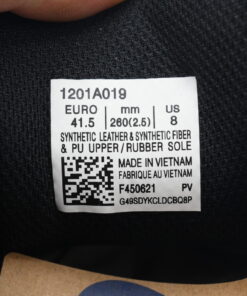 1201A019
EURO mm US
41.5 260(2.5) 8
SYNTHETIC LEATHER & SYNTHETIC FIBER
& PU UPPER/RUBBER SOLE
MADE IN VIETNAM
FABRIQUE AU VIETNAM
F450621 PV
G49SDYKCLDCBQ8P